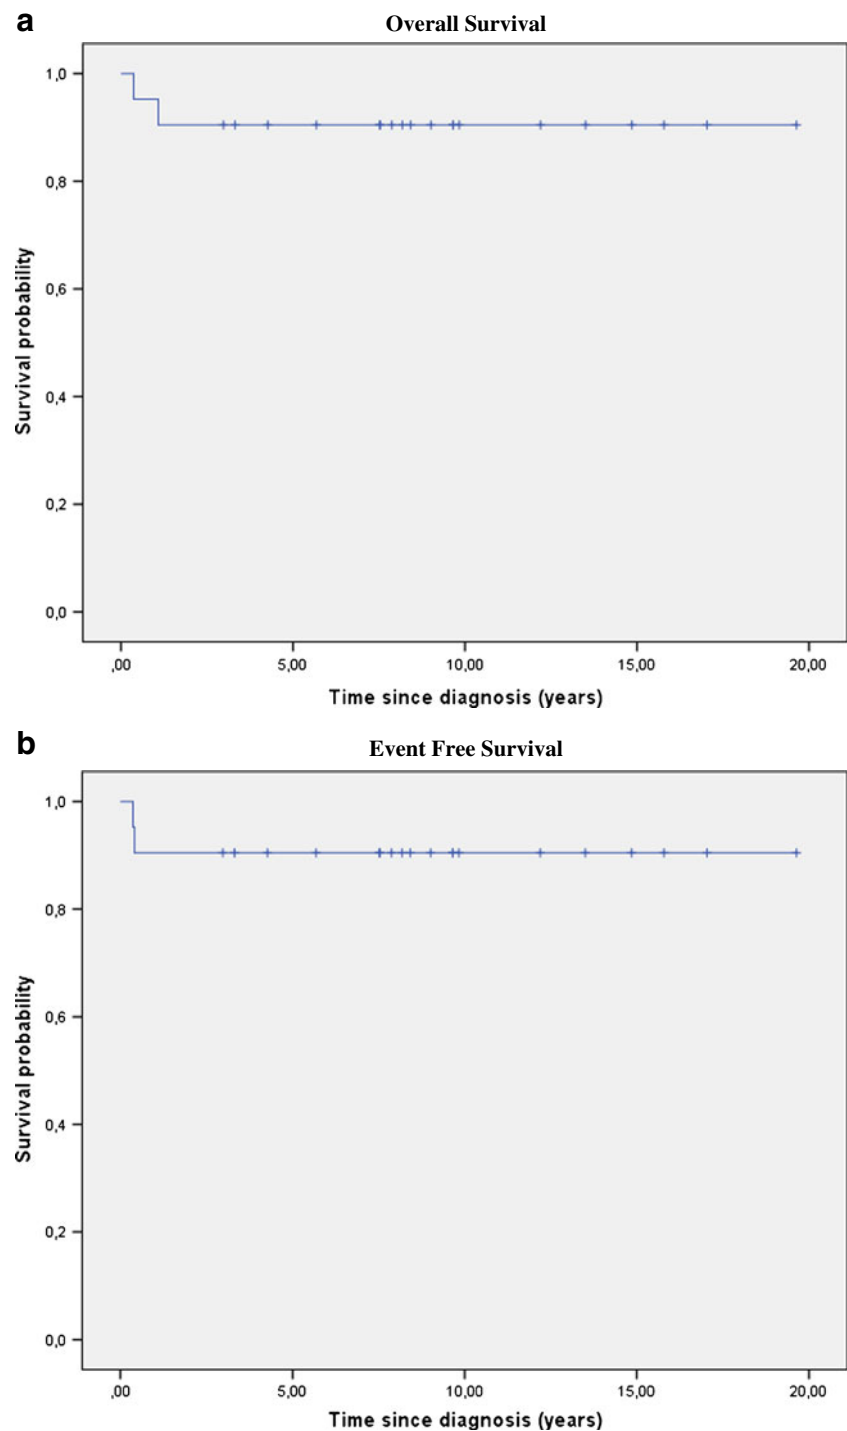 a
Overall Survival
1,0
0,8
0,6
0,4
0,2
0,0
Survival probability
,00 5,00 10,00 15,00 20,00
Time since diagnosis (years)
b
Event Free Survival
1,0
0,8
0,6
0,4
0,2
0,0
Survival probability
,00 5,00 10,00 15,00 20,00
Time since diagnosis (years)